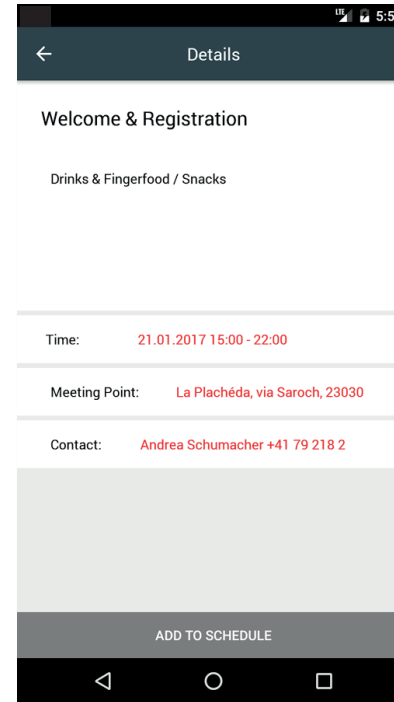 LTE 5:5
Details
Welcome & Registration
Drinks & Fingerfood / Snacks
Time: 21.01.2017 15:00 - 22:00
Meeting Point: La Plachéda, via Saroch, 23030
Contact: Andrea Schumacher +41 79 218 2
ADD TO SCHEDULE